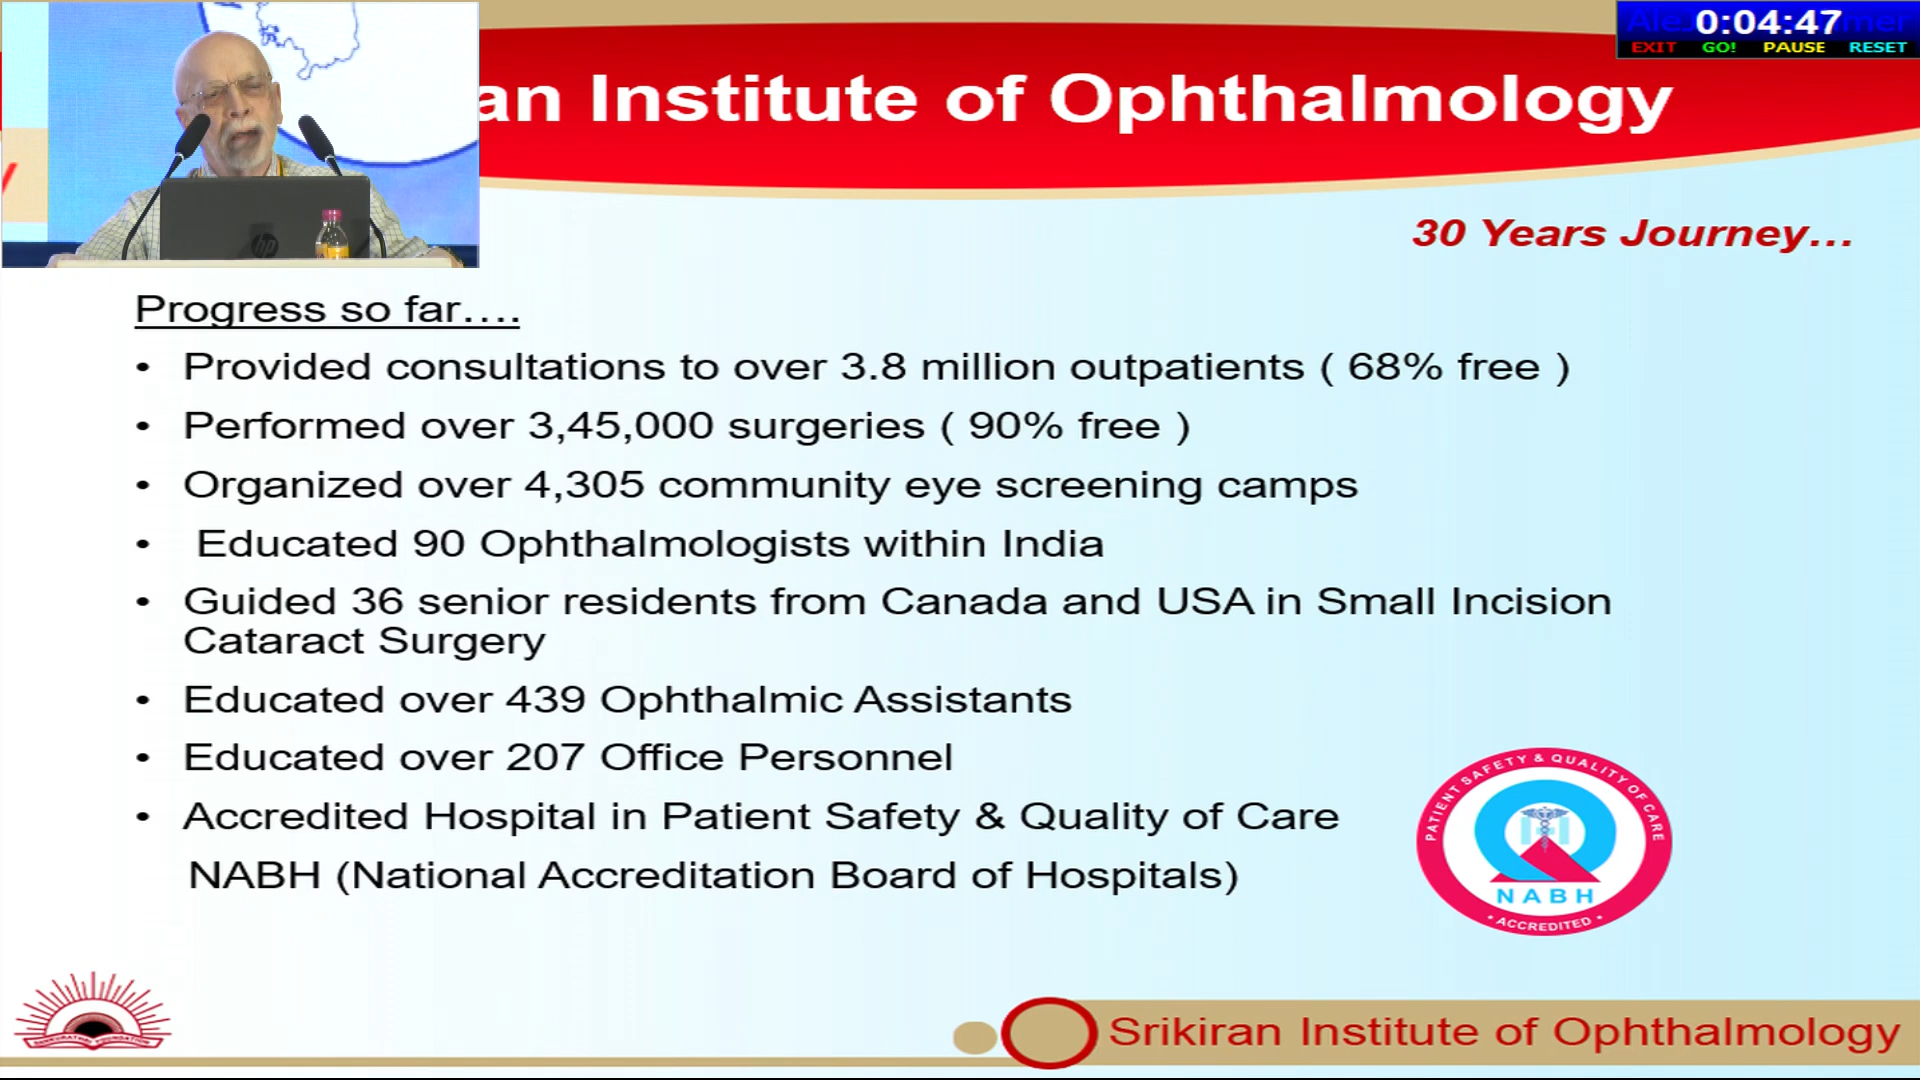 0:04:47
EXIT GO! PAUSE RESET
an Institute of Ophthalmology
30 Years Journey...
hp
Progress so far....
• Provided consultations to over 3.8 million outpatients ( 68% free )
• Performed over 3,45,000 surgeries ( 90% free )
• Organized over 4,305 community eye screening camps
• Educated 90 Ophthalmologists within India
• Guided 36 senior residents from Canada and USA in Small Incision
Cataract Surgery
• Educated over 439 Ophthalmic Assistants
• Educated over 207 Office Personnel
• Accredited Hospital in Patient Safety & Quality of Care
NABH (National Accreditation Board of Hospitals)
PATIENT SAFETY & QUALITY OF CARE
NABH
• ACCREDITED •
SANKURATHRI FOUNDATION
Srikiran Institute of Ophthalmology